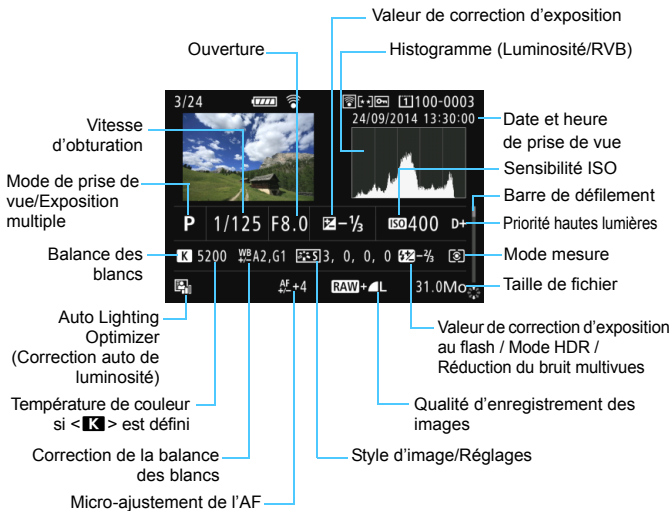 Valeur de correction d'exposition
Ouverture
Histogramme (Luminosité/RVB)
3/24
1 100-0003
24/09/2014 13:30:00
Date et heure
de prise de vue
Vitesse
d'obturation
Sensibilité ISO
Mode de prise de
vue/Exposition
multiple
Barre de défilement
P 1/125 F8.0 -1/3 ISO 400 D+
Priorité hautes lumières
Balance des
blancs
K 5200 WB +/- A2,G1 S 3, 0, 0, 0 -2/3
Mode mesure
AF +/- +4 RAW+L 31.0Mo
Taille de fichier
Auto Lighting
Optimizer
(Correction auto de
luminosité)
Valeur de correction d'exposition
au flash / Mode HDR /
Réduction du bruit multivues
Température de couleur
si <K> est défini
Qualité d'enregistrement des
images
Correction de la balance
des blancs
Style d'image/Réglages
Micro-ajustement de l'AF